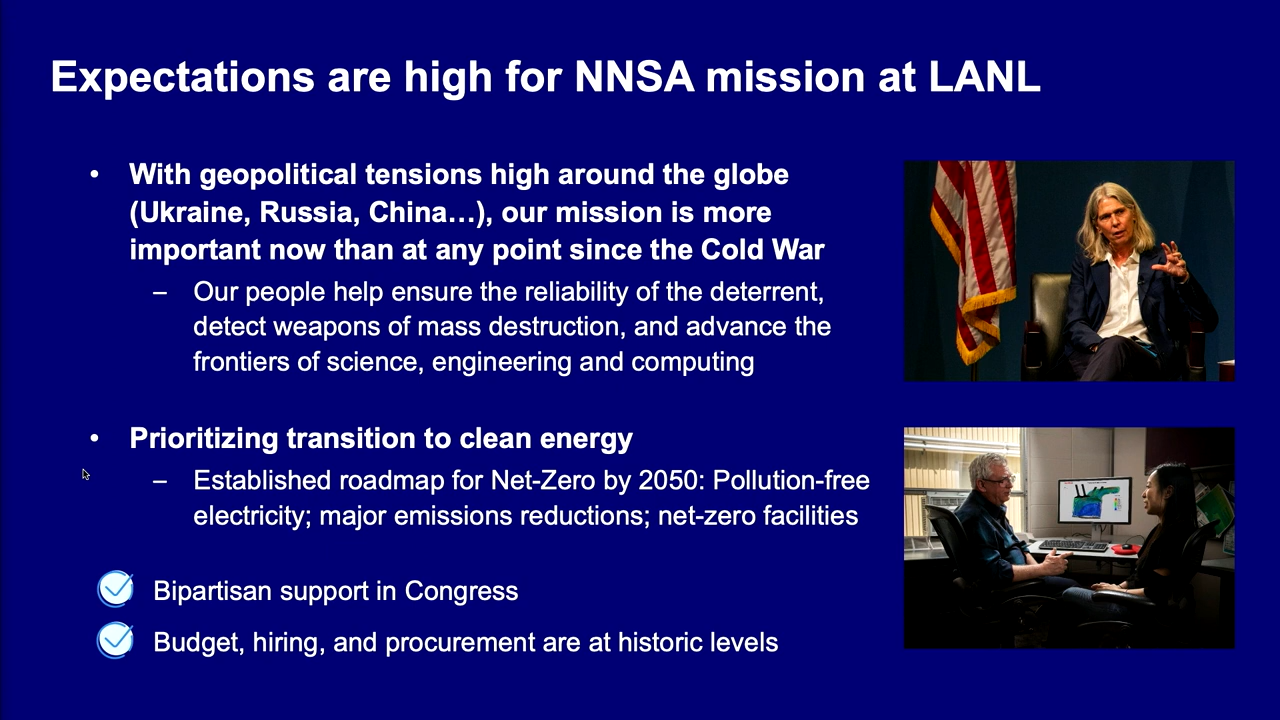 Expectations are high for NNSA mission at LANL
• With geopolitical tensions high around the globe
(Ukraine, Russia, China…), our mission is more
important now than at any point since the Cold War
– Our people help ensure the reliability of the deterrent,
detect weapons of mass destruction, and advance the
frontiers of science, engineering and computing
• Prioritizing transition to clean energy
– Established roadmap for Net-Zero by 2050: Pollution-free
electricity; major emissions reductions; net-zero facilities
Bipartisan support in Congress
Budget, hiring, and procurement are at historic levels